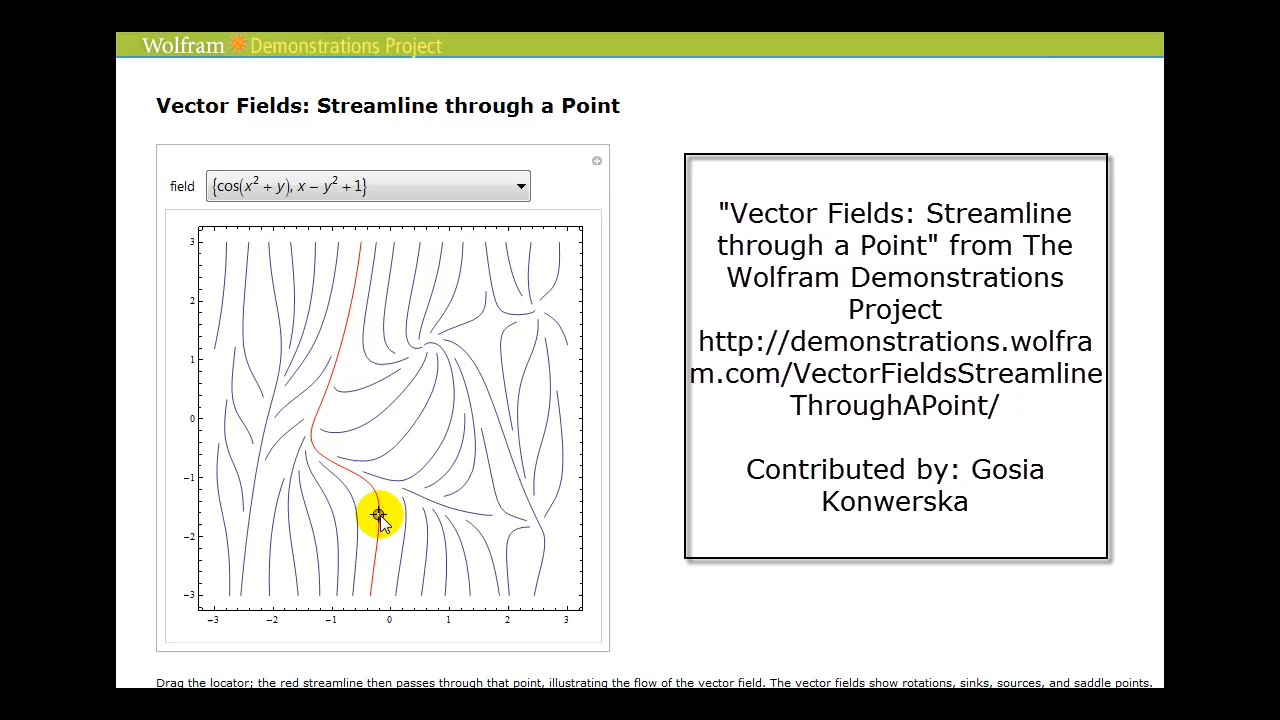 Wolfram Demonstrations Project
Vector Fields: Streamline through a Point
field {cos(x² + y), x − y² + 1}
3
2
1
0
−1
−2
−3
−3 −2 −1 0 1 2 3
"Vector Fields: Streamline
through a Point" from The
Wolfram Demonstrations
Project
http://demonstrations.wolfra
m.com/VectorFieldsStreamline
ThroughAPoint/
Contributed by: Gosia
Konwerska
Drag the locator; the red streamline then passes through that point, illustrating the flow of the vector field. The vector fields show rotations, sinks, sources, and saddle points.